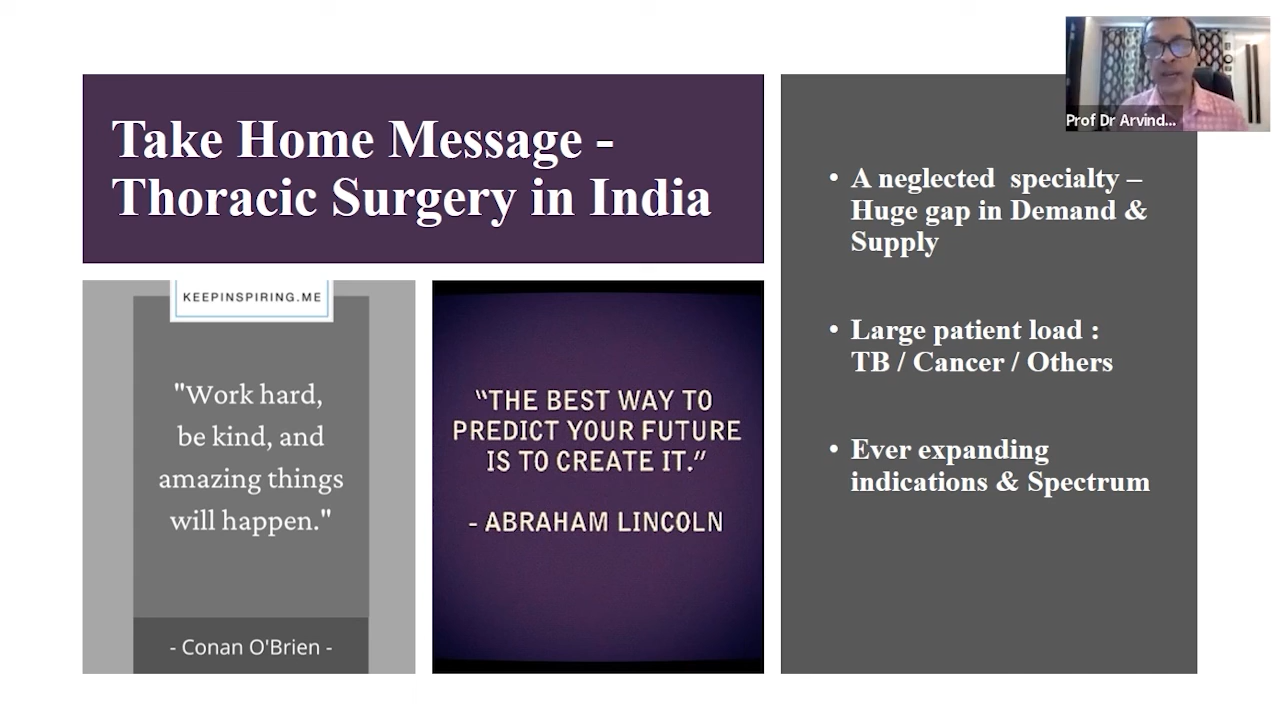 Take Home Message -
Thoracic Surgery in India
KEEPINSPIRING.ME
"Work hard,
be kind, and
amazing things
will happen."
- Conan O'Brien -
“THE BEST WAY TO
PREDICT YOUR FUTURE
IS TO CREATE IT.”
- ABRAHAM LINCOLN
• A neglected specialty –
Huge gap in Demand &
Supply
• Large patient load :
TB / Cancer / Others
• Ever expanding
indications & Spectrum
Prof Dr Arvind...